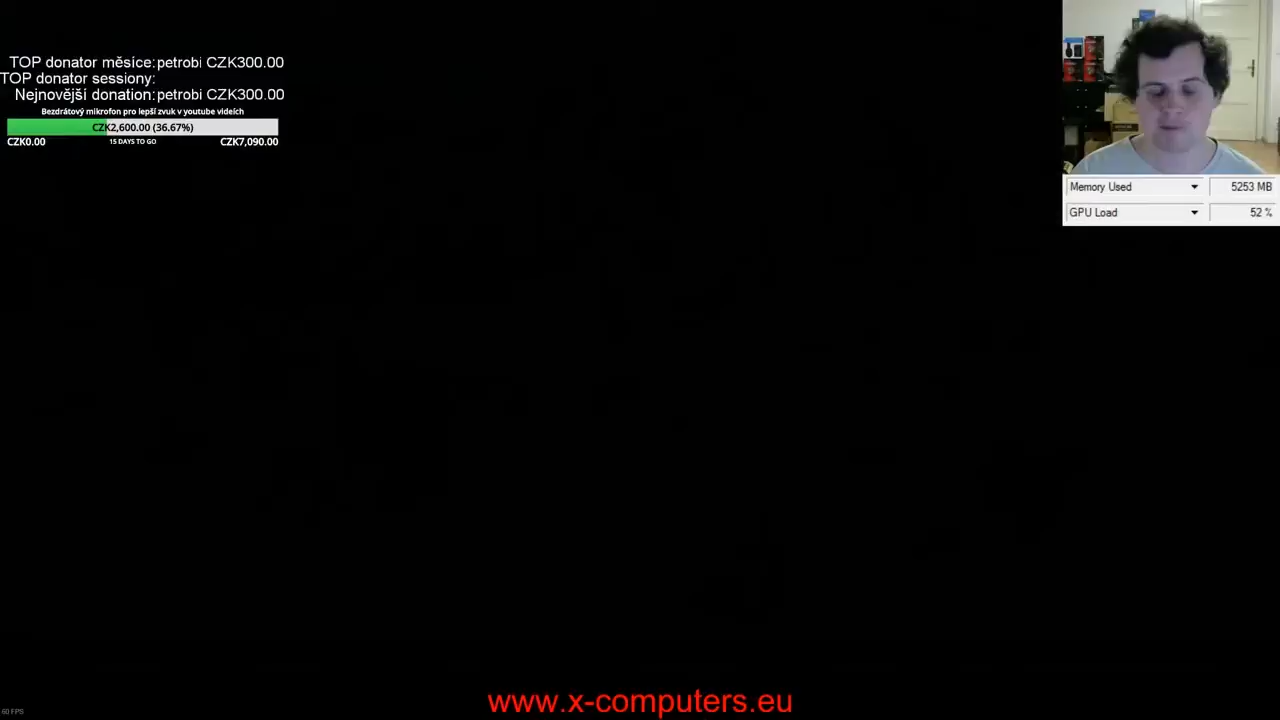 TOP donator měsíce: petrobi CZK300.00
TOP donator sessiony:
Nejnovější donation: petrobi CZK300.00
Bezdrátový mikrofon pro lepší zvuk v youtube videích
CZK2,600.00 (36.67%)
CZK0.00 15 DAYS TO GO CZK7,090.00
Memory Used 5253 MB
GPU Load 52 %
www.x-computers.eu
60 FPS